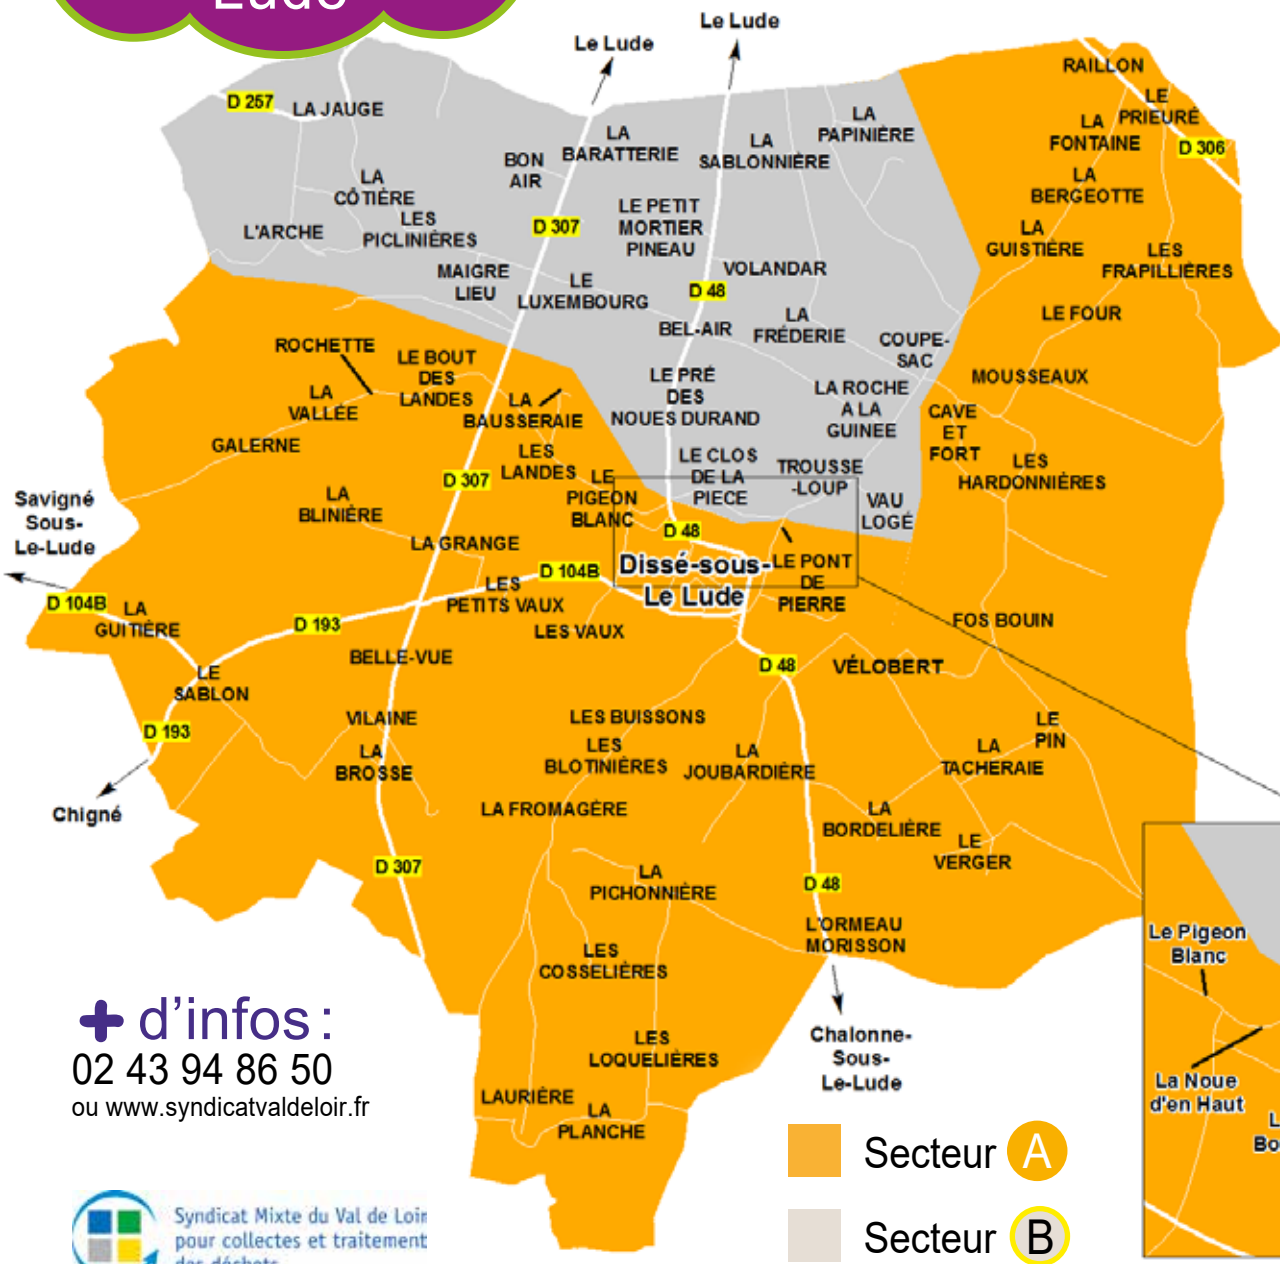 Lude
Le Lude
Le Lude
RAILLON
D 257
LA JAUGE
LE
PRIEURÉ
LA
PAPINIÈRE
LA
FONTAINE
D 306
LA
BARATTERIE
LA
SABLONNIÈRE
BON
AIR
LA
CÔTIÈRE
LA
BERGEOTTE
LES
PICLINIÈRES
L'ARCHE
D 307
LE PETIT
MORTIER
PINEAU
LA
GUISTIÈRE
LES
FRAPILLIÈRES
MAIGRE
LIEU
LE
LUXEMBOURG
VOLANDAR
D 48
LE FOUR
BEL-AIR
LA
FRÉDERIE
COUPE-
SAC
ROCHETTE
LE BOUT
DES
LANDES
LA
VALLÉE
LA
BAUSSERAIE
LE PRÉ
DES
NOUES DURAND
LA ROCHE
A LA
GUINEE
MOUSSEAUX
CAVE
ET
FORT
GALERNE
LES
LANDES
LE CLOS
DE LA
PIECE
TROUSSE
-LOUP
LES
HARDONNIÈRES
D 307
LE
PIGEON
BLANC
VAU
LOGÉ
Savigné
Sous-
Le-Lude
LA
BLINIÈRE
D 48
LA GRANGE
Dissé-sous-
Le Lude
LE PONT
DE
PIERRE
D 104B
LES
PETITS VAUX
D 104B
LA
GUITIÈRE
D 193
LES VAUX
FOS BOUIN
BELLE-VUE
D 48
VÉLOBERT
LE
SABLON
VILAINE
LES BUISSONS
D 193
LE
PIN
LA
BROSSE
LES
BLOTINIÈRES
LA
JOUBARDIÈRE
LA
TACHERAIE
Chigné
LA FROMAGÈRE
LA
BORDELIÈRE
LE
VERGER
D 307
LA
PICHONNIÈRE
D 48
L'ORMEAU
MORISSON
Le Pigeon
Blanc
LES
COSSELIÈRES
+ d'infos :
02 43 94 86 50
ou www.syndicatvaldeloir.fr
Chalonne-
Sous-
Le-Lude
LES
LOQUELIÈRES
La Noue
d'en Haut
LAURIÈRE
LA
PLANCHE
L
Bo
Secteur A
Secteur B
Syndicat Mixte du Val de Loir
pour collectes et traitement
des déchets